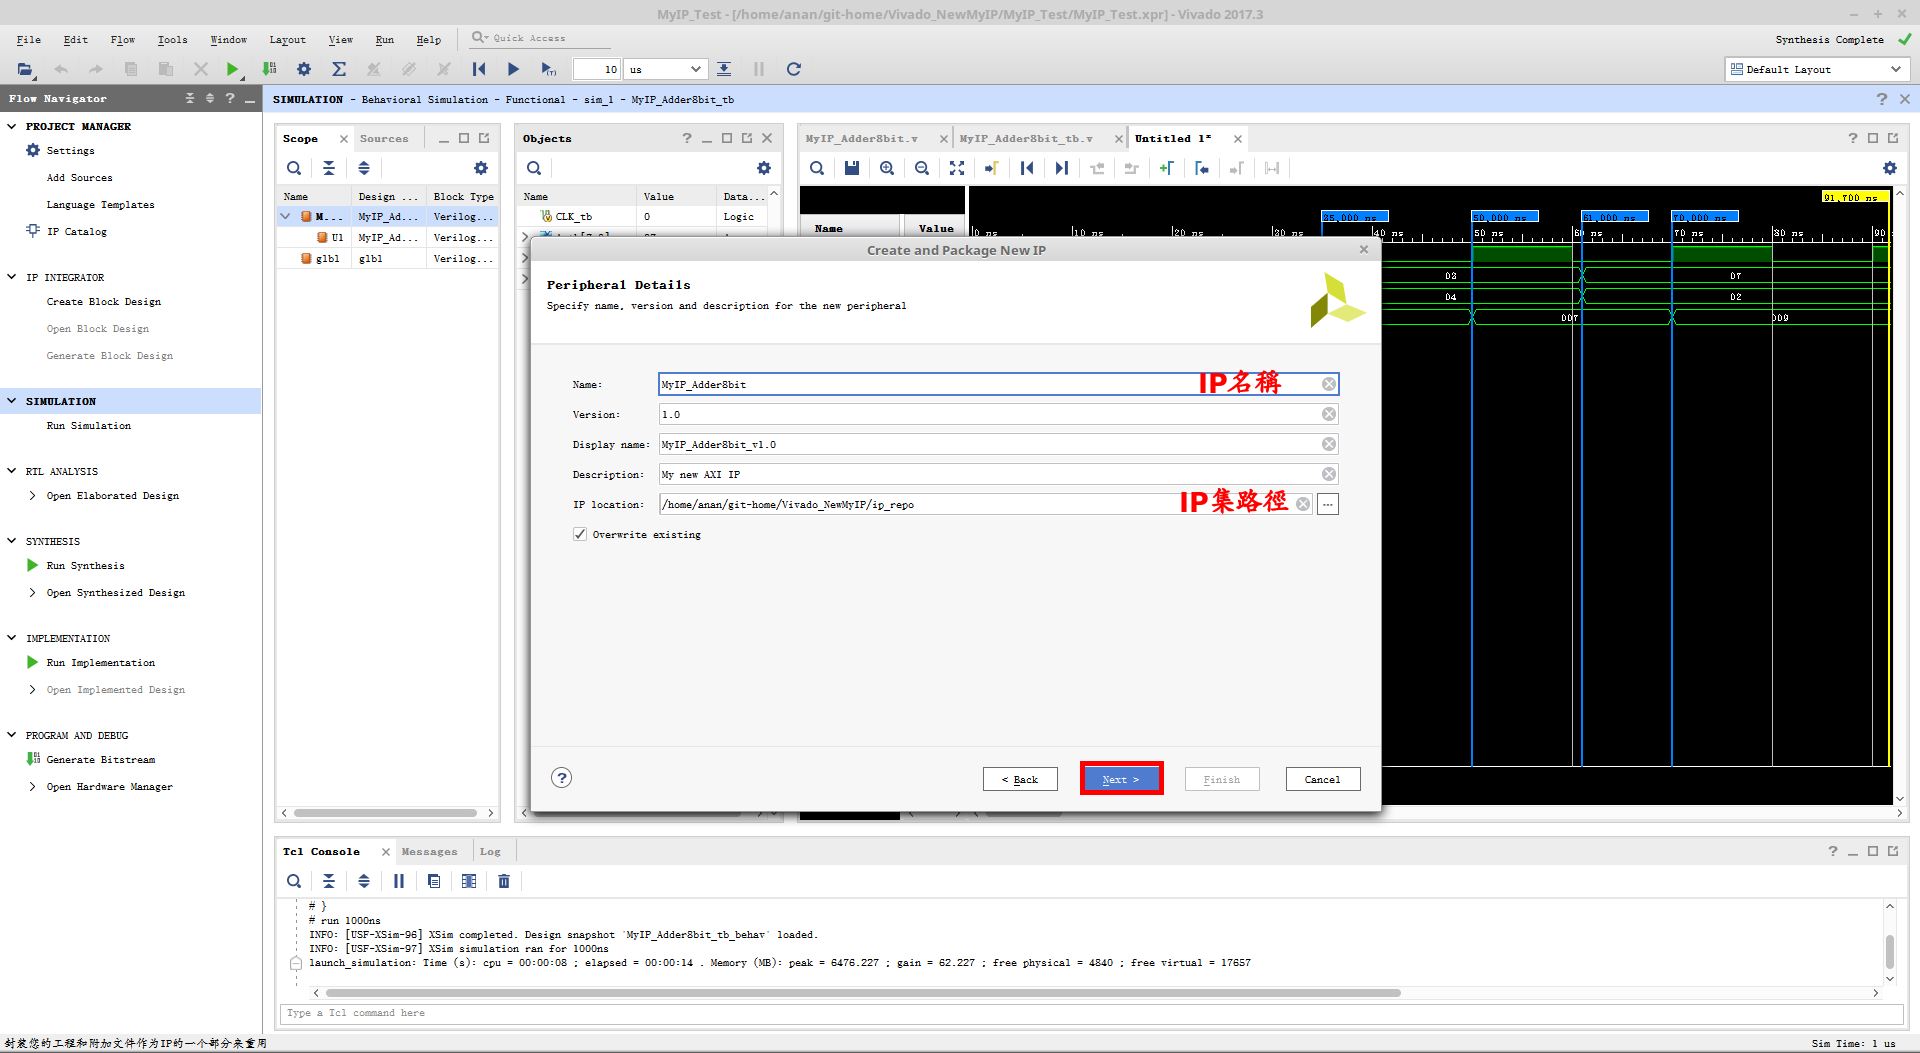 MyIP_Test - [/home/anan/git-home/Vivado_NewMyIP/MyIP_Test/MyIP_Test.xpr] - Vivado 2017.3
File Edit Flow Tools Window Layout View Run Help Quick Access
Synthesis Complete
10 us
Default Layout
Flow Navigator
SIMULATION - Behavioral Simulation - Functional - sim_1 - MyIP_Adder8bit_tb
PROJECT MANAGER
Settings
Add Sources
Language Templates
IP Catalog
IP INTEGRATOR
Create Block Design
Open Block Design
Generate Block Design
SIMULATION
Run Simulation
RTL ANALYSIS
Open Elaborated Design
SYNTHESIS
Run Synthesis
Open Synthesized Design
IMPLEMENTATION
Run Implementation
Open Implemented Design
PROGRAM AND DEBUG
Generate Bitstream
Open Hardware Manager
Scope Sources
Name Design ... Block Type
M... MyIP_Ad... Verilog...
U1 MyIP_Ad... Verilog...
glbl glbl Verilog...
Objects
Name Value Data...
CLK_tb 0 Logic
MyIP_Adder8bit.v MyIP_Adder8bit_tb.v Untitled 1*
91,700 ns
35,000 ns 50,000 ns 61,000 ns 70,000 ns
Name Value
0 ns 10 ns 20 ns 30 ns 40 ns 50 ns 60 ns 70 ns 80 ns 90
03 07
04 02
007 009
Create and Package New IP
Peripheral Details
Specify name, version and description for the new peripheral
Name: MyIP_Adder8bit IP名稱
Version: 1.0
Display name: MyIP_Adder8bit_v1.0
Description: My new AXI IP
IP location: /home/anan/git-home/Vivado_NewMyIP/ip_repo IP集路徑 ...
Overwrite existing
? < Back Next > Finish Cancel
Tcl Console Messages Log
# }
# run 1000ns
INFO: [USF-XSim-96] XSim completed. Design snapshot 'MyIP_Adder8bit_tb_behav' loaded.
INFO: [USF-XSim-97] XSim simulation ran for 1000ns
launch_simulation: Time (s): cpu = 00:00:08 ; elapsed = 00:00:14 . Memory (MB): peak = 6476.227 ; gain = 62.227 ; free physical = 4840 ; free virtual = 17657
Type a Tcl command here
封装您的工程和附加文件作为IP的一个部分来重用
Sim Time: 1 us